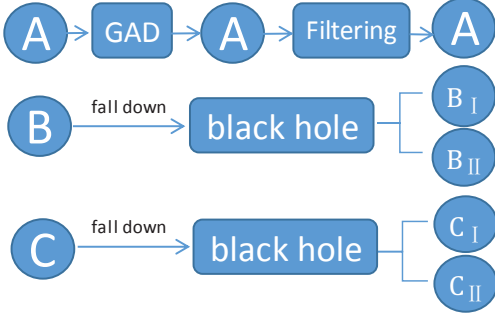 A GAD A Filtering A
B fall down black hole B I
B II
C fall down black hole C I
C II